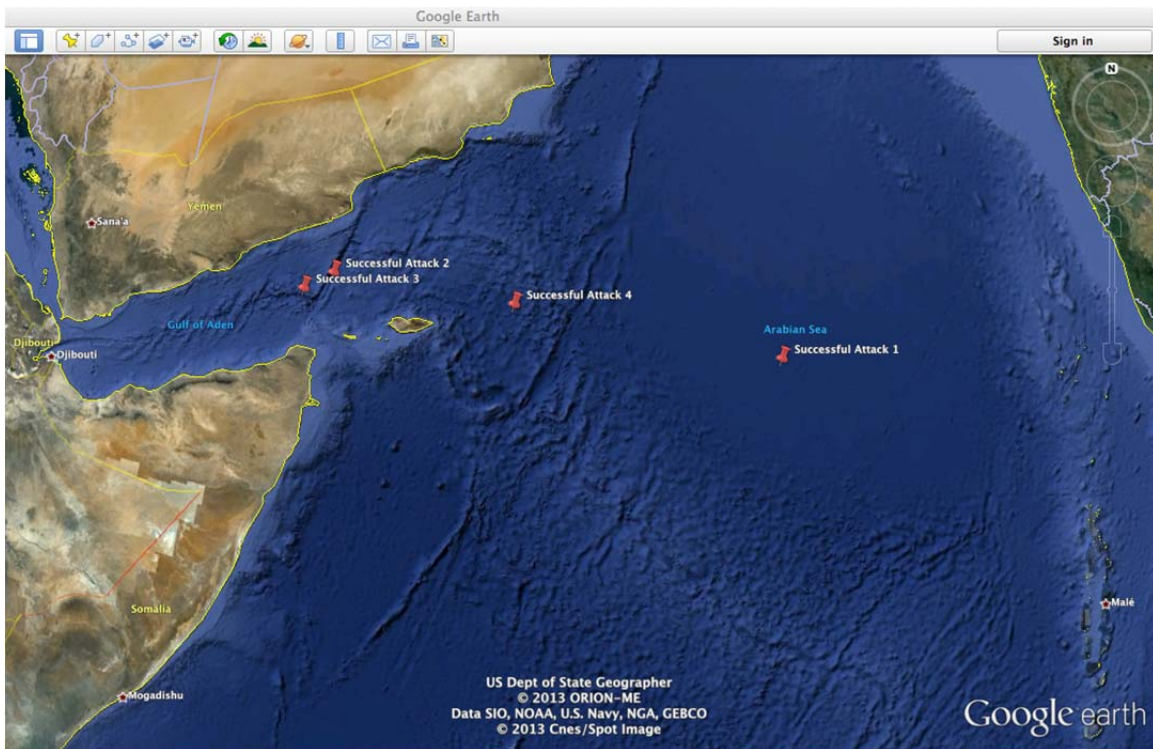 Google Earth
Sign in
N
Sana'a
Yemen
Successful Attack 2
Successful Attack 3
Successful Attack 4
Gulf of Aden
Arabian Sea
Djibouti
Djibouti
Successful Attack 1
Somalia
Malé
Mogadishu
US Dept of State Geographer
© 2013 ORION-ME
Data SIO, NOAA, U.S. Navy, NGA, GEBCO
© 2013 Cnes/Spot Image
Google earth